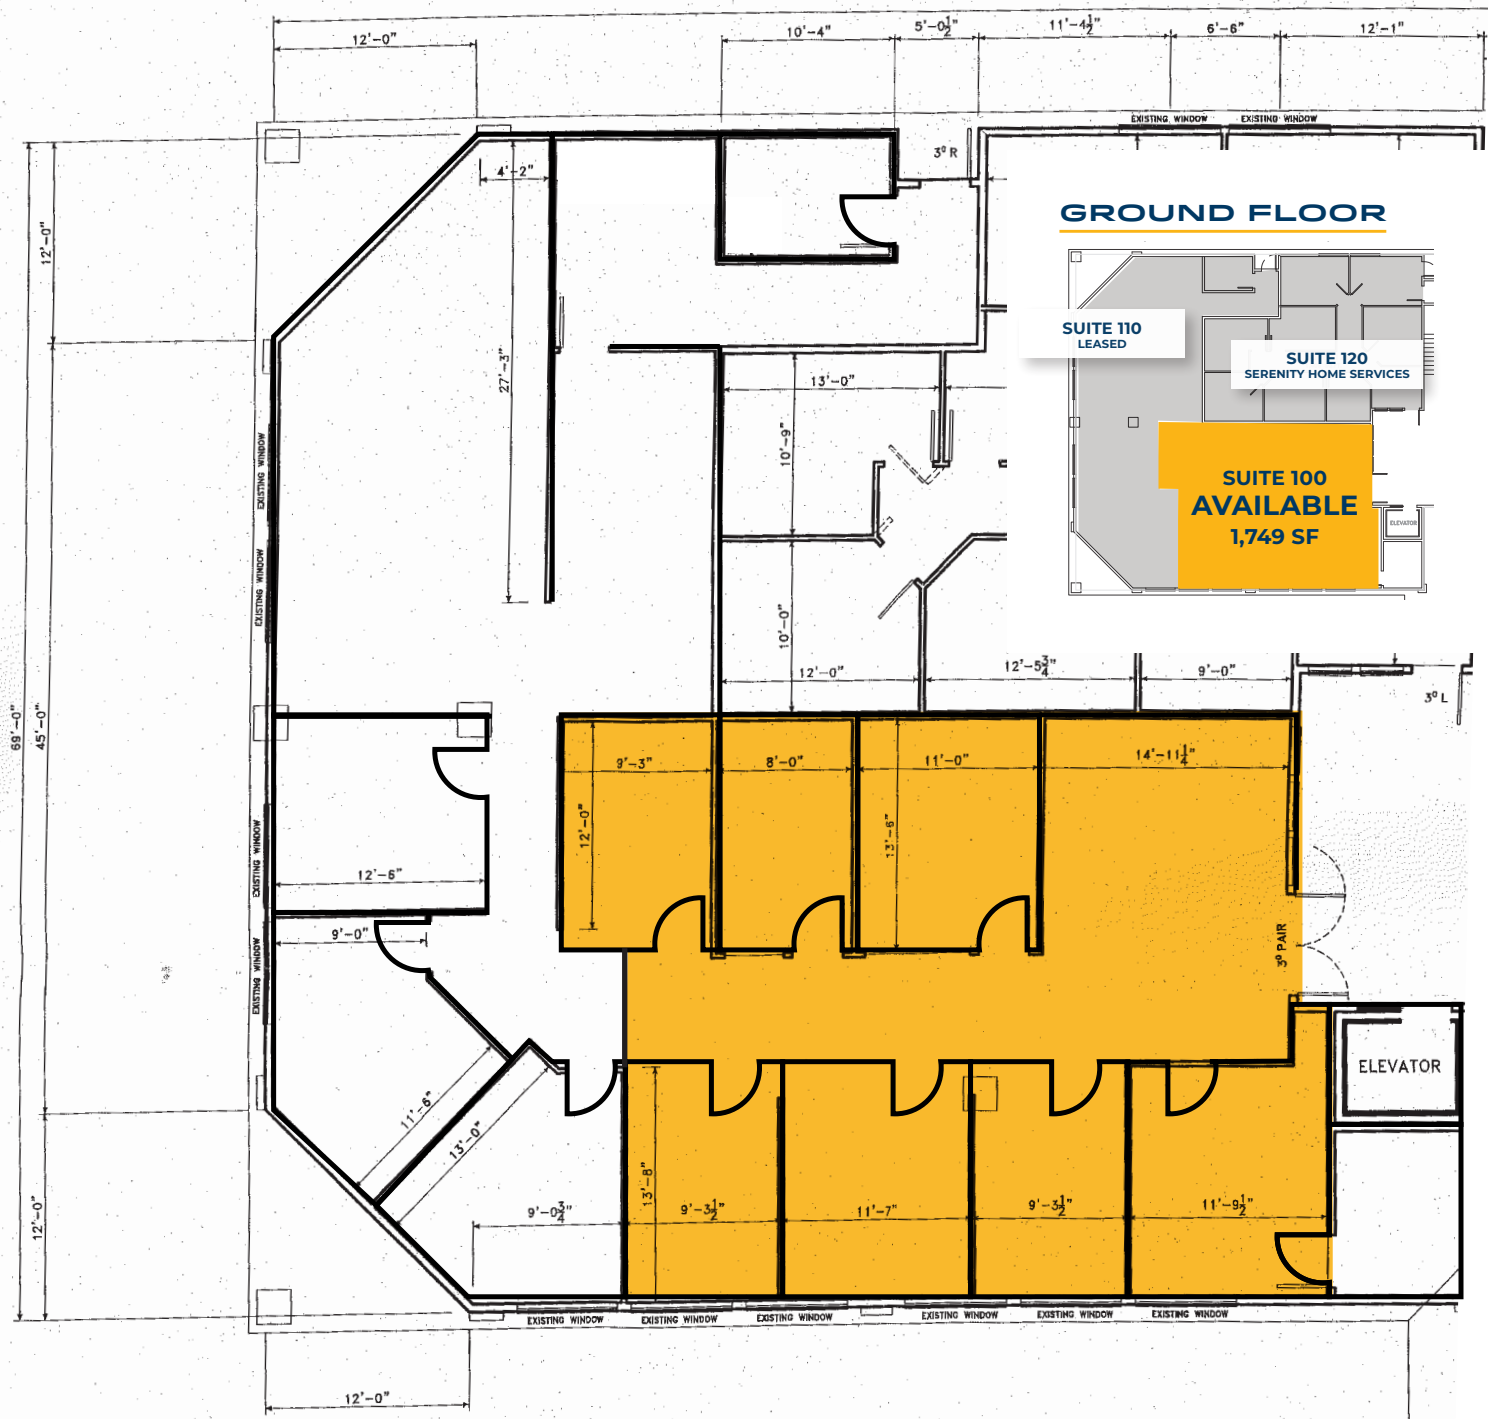 12'-0"
10'-4"
5'-0½"
11'-4½"
6'-6"
12'-1"
EXISTING WINDOW
EXISTING WINDOW
3⁰ R
4'-2"
GROUND FLOOR
12'-0"
SUITE 110
LEASED
SUITE 120
SERENITY HOME SERVICES
27'-3"
13'-0"
10'-9"
EXISTING WINDOW
SUITE 100
AVAILABLE
1,749 SF
ELEVATOR
EXISTING WINDOW
10'-0"
12'-0"
12'-5¾"
9'-0"
3⁰ L
69'-0"
45'-0"
9'-3"
8'-0"
11'-0"
14'-11¼"
12'-0"
13'-6"
EXISTING WINDOW
12'-6"
9'-0"
3⁰ PAIR
EXISTING WINDOW
ELEVATOR
11'-6"
13'-0"
13'-8"
12'-0"
9'-0¾"
9'-3½"
11'-7"
9'-3½"
11'-9½"
EXISTING WINDOW
EXISTING WINDOW
EXISTING WINDOW
EXISTING WINDOW
EXISTING WINDOW
EXISTING WINDOW
12'-0"